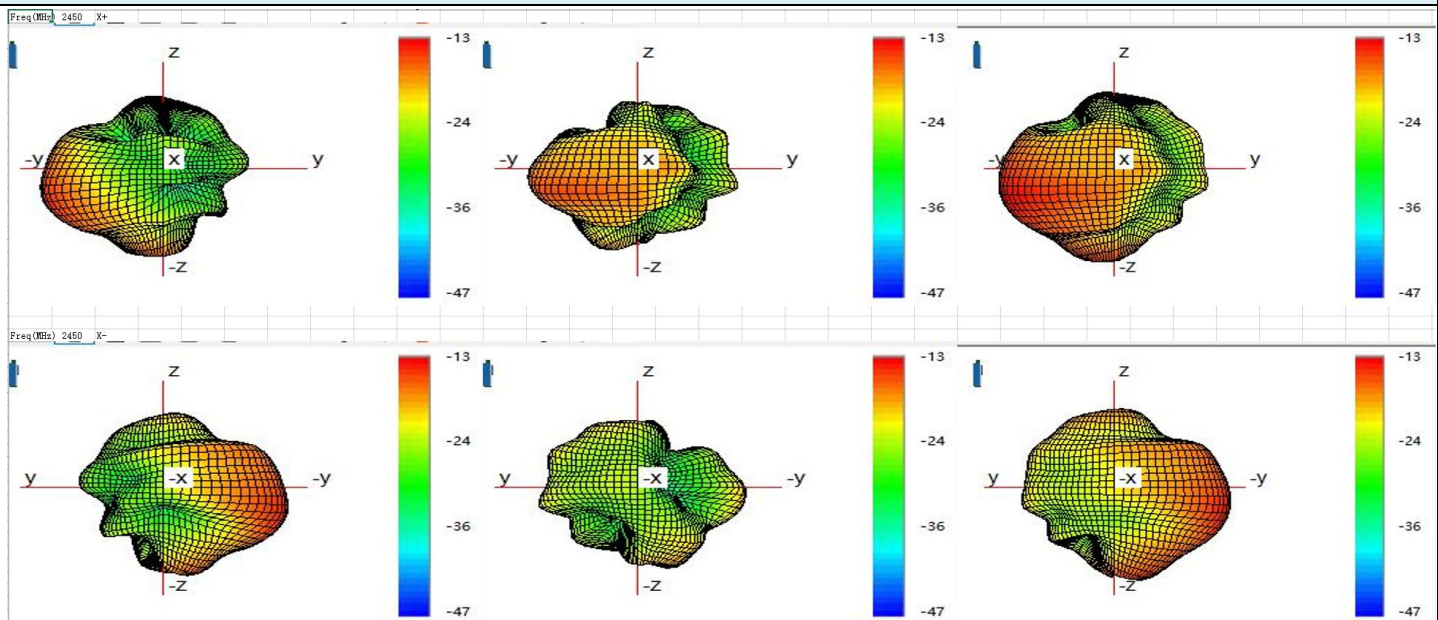 Freq(MHz) 2450 X+
-13 -13 -13
z z z
-24 -24 -24
-y x y -y x y -y x y
-36 -36 -36
-z -z -z
-47 -47 -47
Freq(MHz) 2450 X-
-13 -13 -13
z z z
-24 -24 -24
y -x -y y -x -y y -x -y
-36 -36 -36
-z -z -z
-47 -47 -47